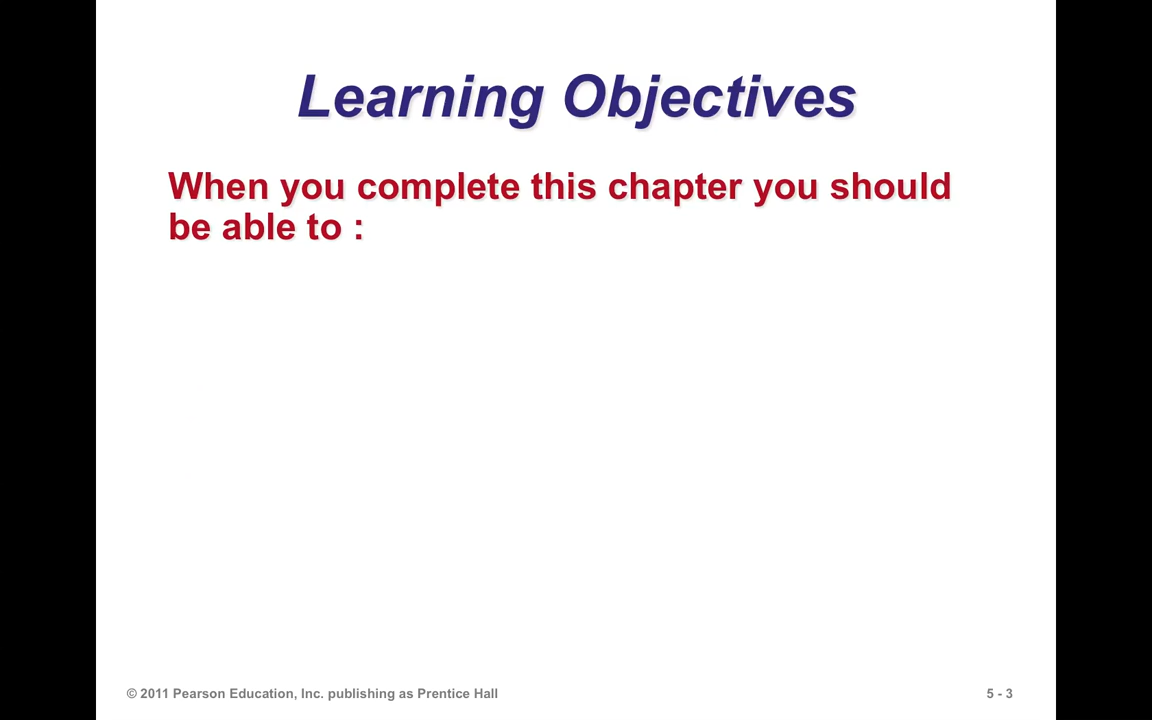 Learning Objectives
When you complete this chapter you should
be able to :
© 2011 Pearson Education, Inc. publishing as Prentice Hall
5 - 3